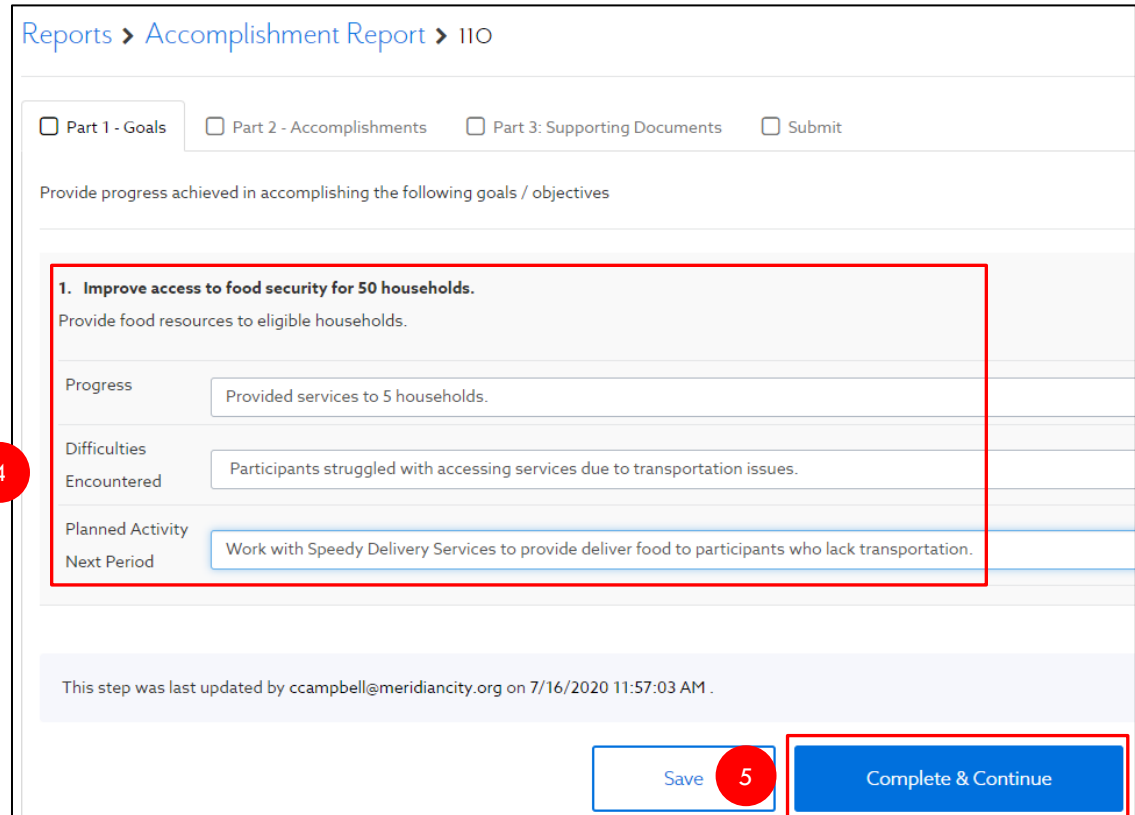 Reports > Accomplishment Report > 110
Part 1 - Goals Part 2 - Accomplishments Part 3: Supporting Documents Submit
Provide progress achieved in accomplishing the following goals / objectives
1. Improve access to food security for 50 households.
Provide food resources to eligible households.
Progress
Provided services to 5 households.
Difficulties
Encountered
Participants struggled with accessing services due to transportation issues.
4
Planned Activity
Next Period
Work with Speedy Delivery Services to provide deliver food to participants who lack transportation.
This step was last updated by ccampbell@meridiancity.org on 7/16/2020 11:57:03 AM .
Save 5 Complete & Continue